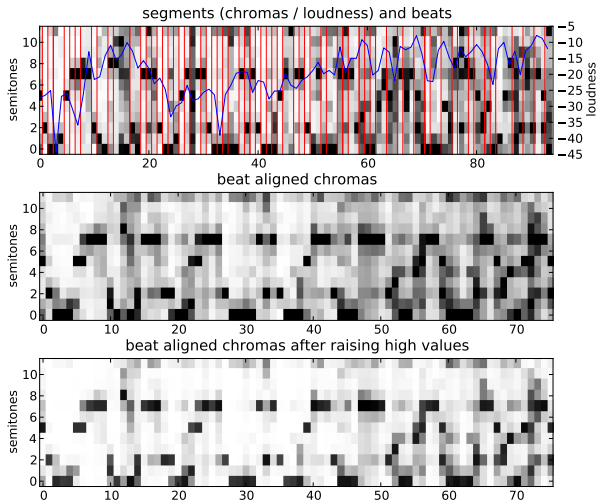 segments (chromas / loudness) and beats
semitones
10
8
6
4
2
0
0 20 40 60 80
−5
−10
−15
−20
−25
−30
−35
−40
−45
loudness
beat aligned chromas
semitones
10
8
6
4
2
0
0 10 20 30 40 50 60 70
beat aligned chromas after raising high values
semitones
10
8
6
4
2
0
0 10 20 30 40 50 60 70